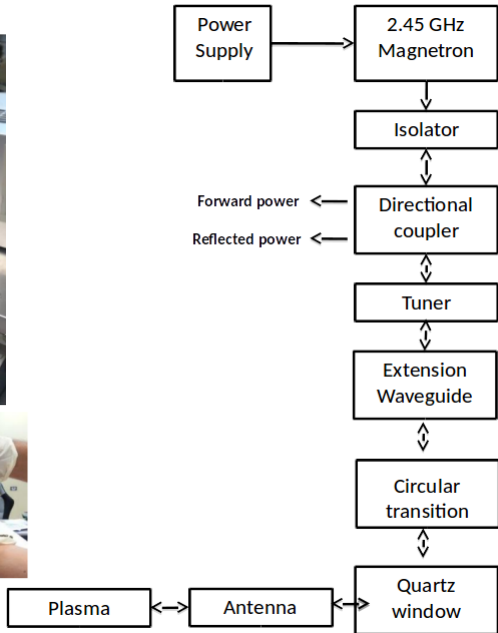 Power
Supply
2.45 GHz
Magnetron
Isolator
Forward power
Reflected power
Directional
coupler
Tuner
Extension
Waveguide
Circular
transition
Quartz
window
Antenna
Plasma